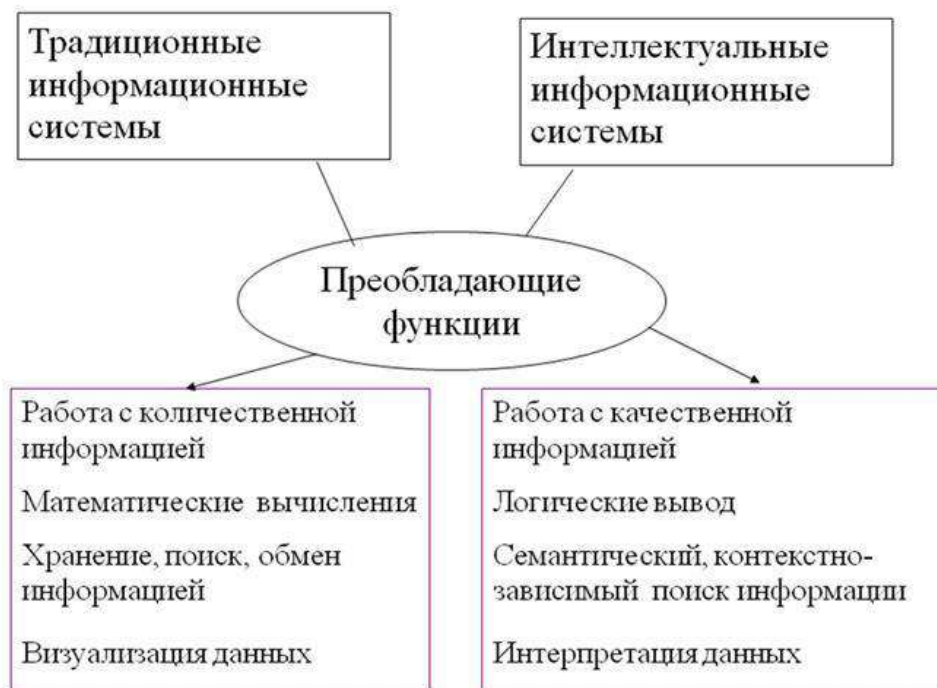 Традиционные
информационные
системы
Интеллектуальные
информационные
системы
Преобладающие
функции
Работа с количественной
информацией
Математические вычисления
Хранение, поиск, обмен
информацией
Визуализация данных
Работа с качественной
информацией
Логические вывод
Семантический, контекстно-
зависимый поиск информации
Интерпретация данных